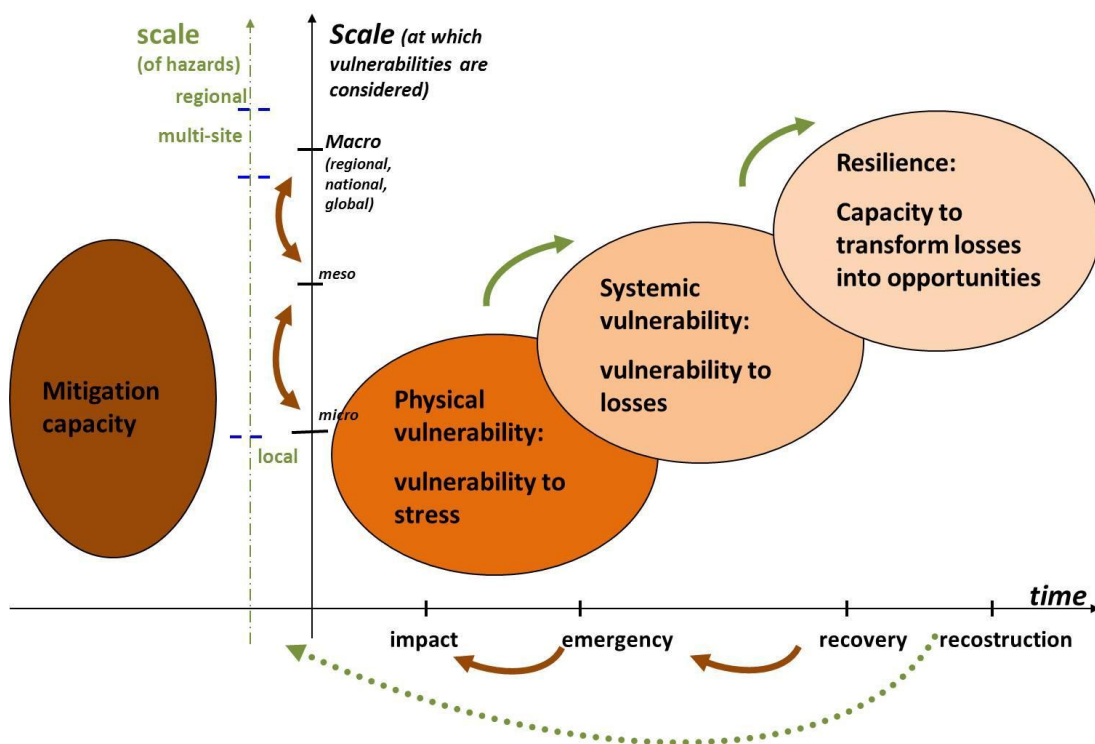 scale
(of hazards)
regional
multi-site
local
Scale (at which
vulnerabilities are
considered)
Macro
(regional,
national,
global)
meso
micro
Mitigation
capacity
Physical
vulnerability:
vulnerability to
stress
Systemic
vulnerability:
vulnerability to
losses
Resilience:
Capacity to
transform losses
into opportunities
time
impact
emergency
recovery
recostruction